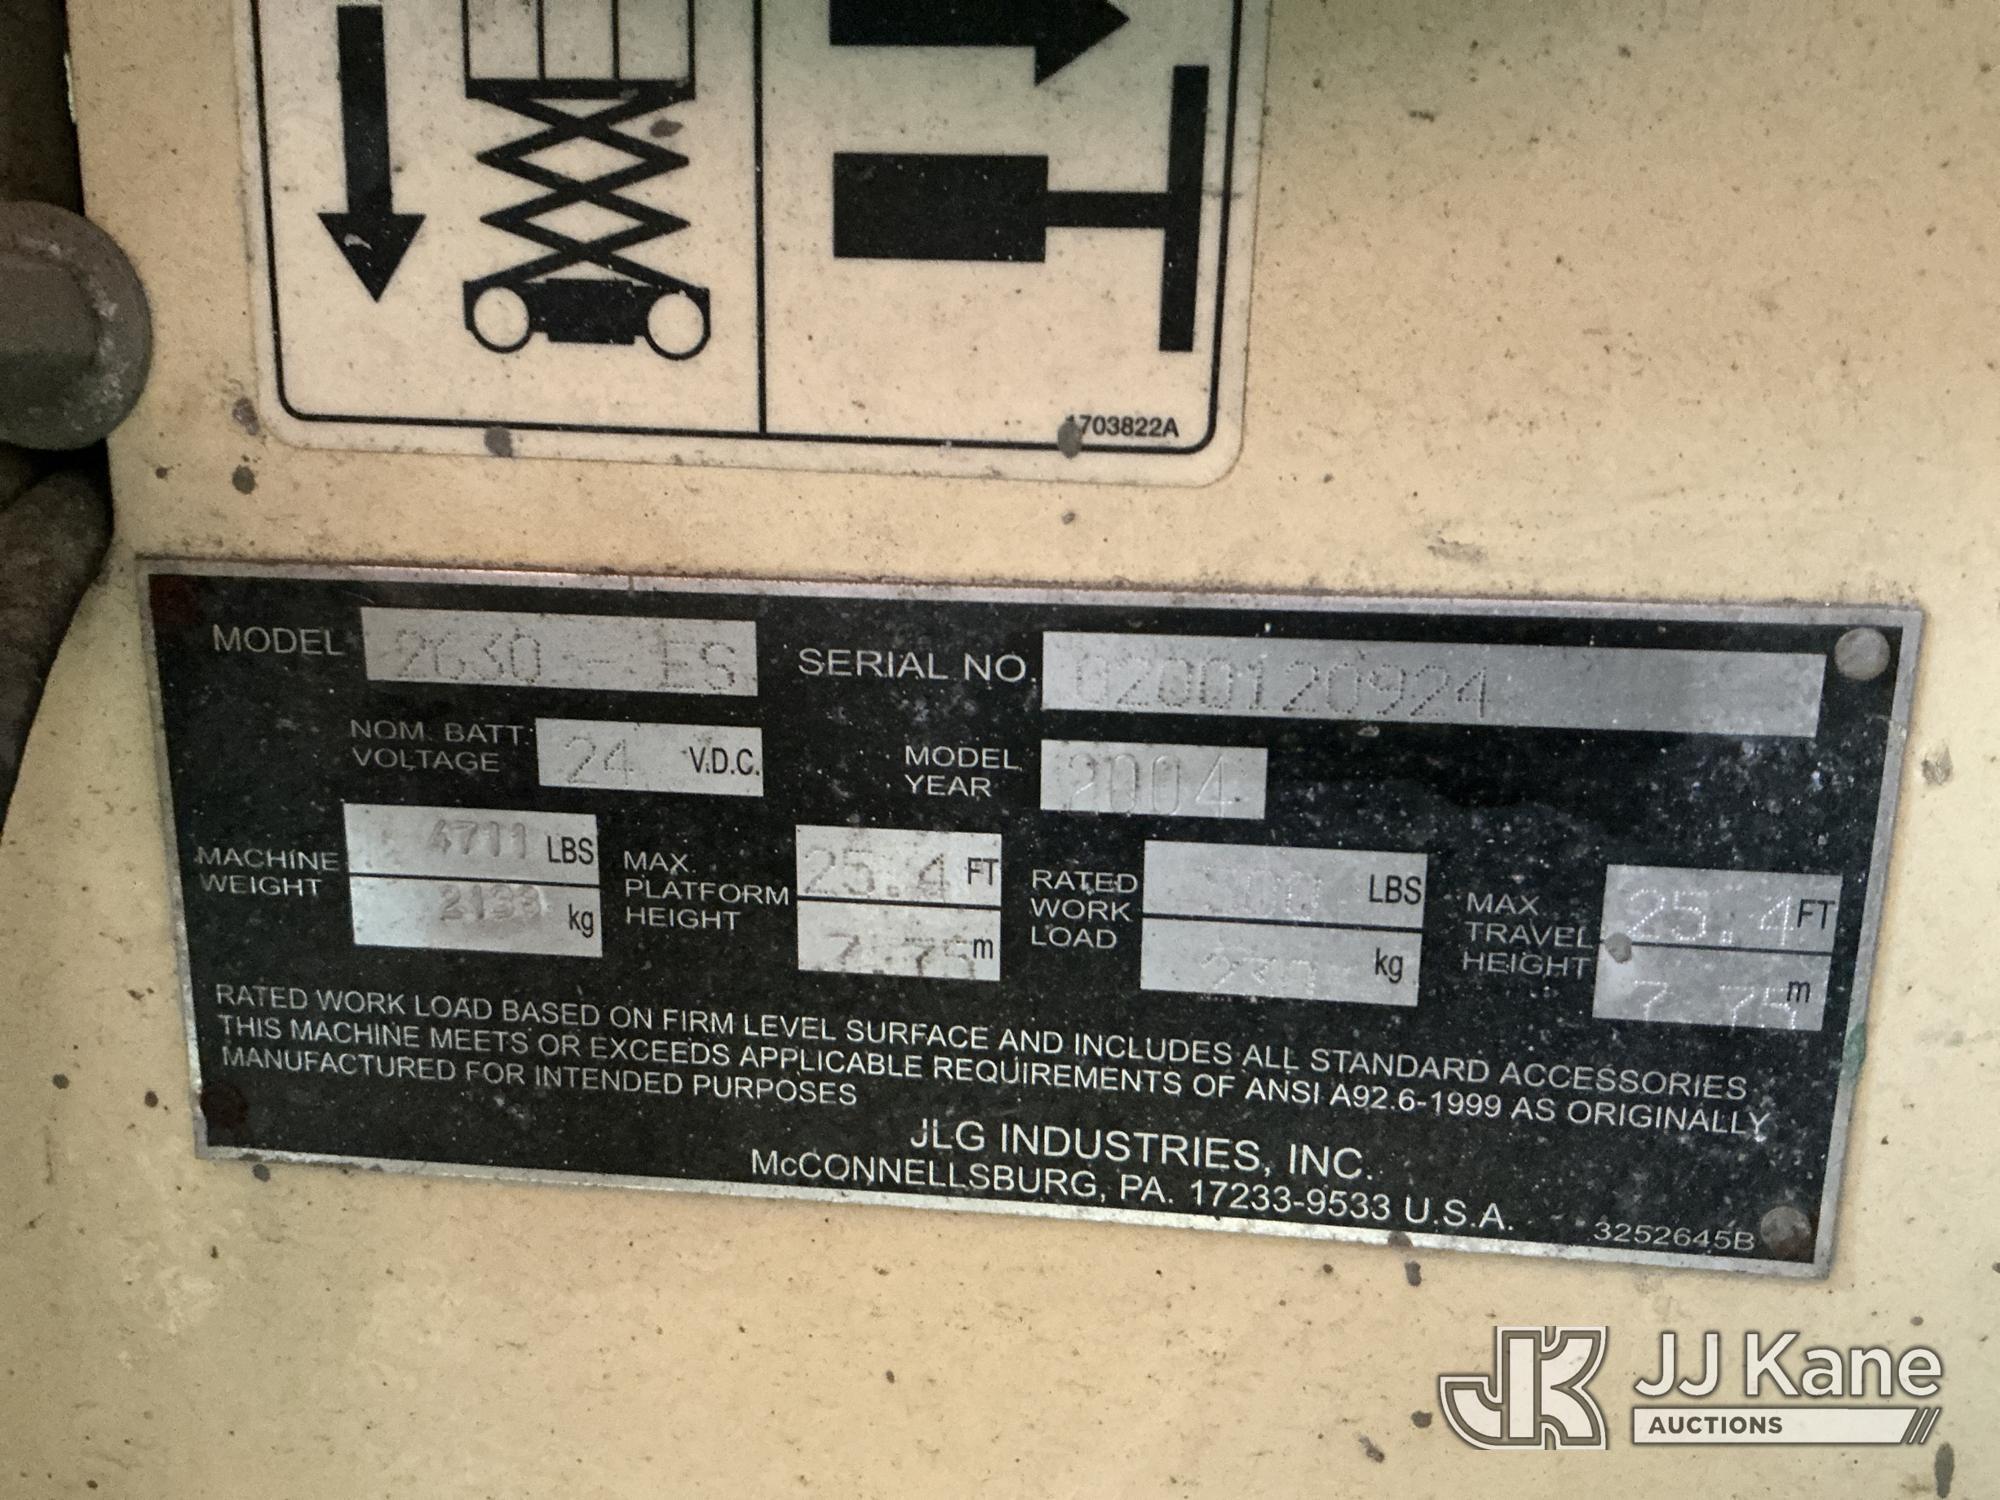 1703822A
MODEL 2630 - ES SERIAL NO. 0200120924
NOM. BATT. VOLTAGE 24 V.D.C. MODEL YEAR 2004
MACHINE WEIGHT 4711 LBS 2133 kg
MAX. PLATFORM HEIGHT 25.4 FT 7.75 m
RATED WORK LOAD LBS kg
MAX. TRAVEL HEIGHT 25.4 FT 7.75 m
RATED WORK LOAD BASED ON FIRM LEVEL SURFACE AND INCLUDES ALL STANDARD ACCESSORIES
THIS MACHINE MEETS OR EXCEEDS APPLICABLE REQUIREMENTS OF ANSI A92.6-1999 AS ORIGINALLY
MANUFACTURED FOR INTENDED PURPOSES
JLG INDUSTRIES, INC.
McCONNELLSBURG, PA. 17233-9533 U.S.A.
3252645B
JK JJ Kane
AUCTIONS